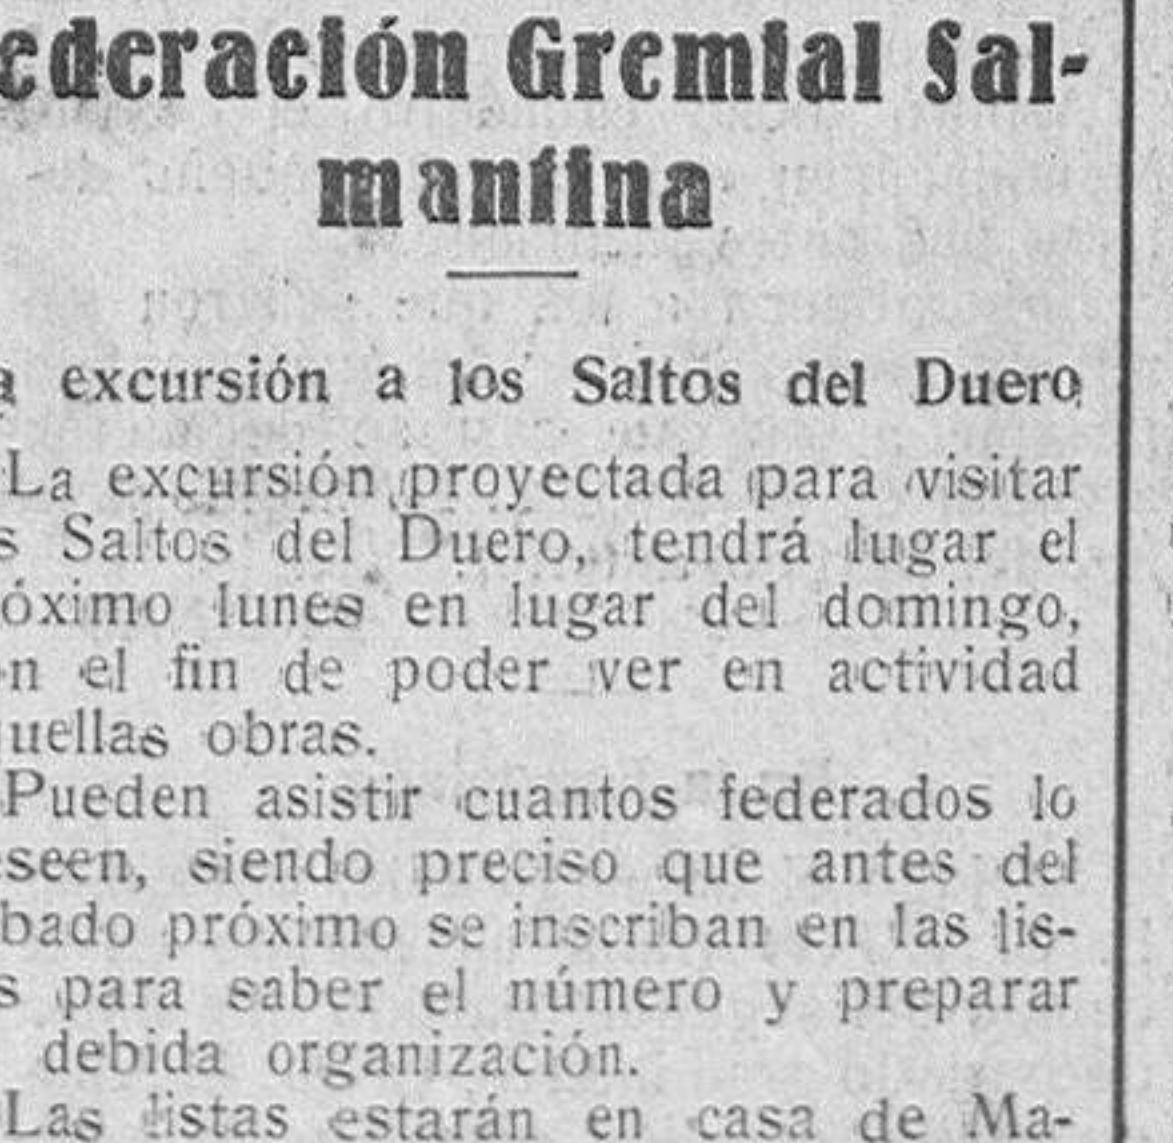 ederación Gremial Sal-
mantina
a excursión a los Saltos del Duero
La excursión proyectada para visitar
s Saltos del Duero, tendrá lugar el
óximo lunes en lugar del domingo,
n el fin de poder ver en actividad
uellas obras.
Pueden asistir cuantos federados lo
eseen, siendo preciso que antes del
bado próximo se inscriban en las lis-
s para saber el número y preparar
debida organización.
Las listas estarán en casa de Ma-